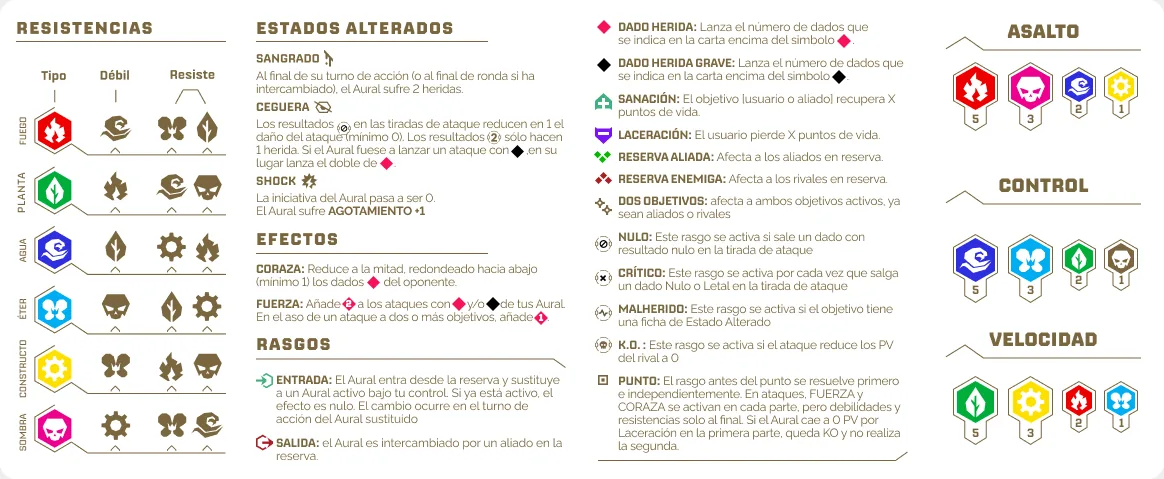 RESISTENCIAS
Tipo Débil Resiste
FUEGO
PLANTA
AGUA
ÉTER
CONSTRUCTO
SOMBRA
ESTADOS ALTERADOS
SANGRADO
Al final de su turno de acción (o al final de ronda si ha
intercambiado), el Aural sufre 2 heridas.
CEGUERA
Los resultados en las tiradas de ataque reducen en 1 el
daño del ataque (mínimo 0). Los resultados 2 sólo hacen
1 herida. Si el Aural fuese a lanzar un ataque con ,en su
lugar lanza el doble de .
SHOCK
La iniciativa del Aural pasa a ser 0.
El Aural sufre AGOTAMIENTO +1
EFECTOS
CORAZA: Reduce a la mitad, redondeado hacia abajo
(mínimo 1) los dados del oponente.
FUERZA: Añade 2 a los ataques con y/o de tus Aural.
En el aso de un ataque a dos o más objetivos, añade 1.
RASGOS
ENTRADA: El Aural entra desde la reserva y sustituye
a un Aural activo bajo tu control. Si ya está activo, el
efecto es nulo. El cambio ocurre en el turno de
acción del Aural sustituido
SALIDA: el Aural es intercambiado por un aliado en la
reserva.
DADO HERIDA: Lanza el número de dados que
se indica en la carta encima del simbolo .
DADO HERIDA GRAVE: Lanza el número de dados que
se indica en la carta encima del simbolo .
SANACIÓN: El objetivo [usuario o aliado] recupera X
puntos de vida.
LACERACIÓN: El usuario pierde X puntos de vida.
RESERVA ALIADA: Afecta a los aliados en reserva.
RESERVA ENEMIGA: Afecta a los rivales en reserva.
DOS OBJETIVOS: afecta a ambos objetivos activos, ya
sean aliados o rivales
NULO: Este rasgo se activa si sale un dado con
resultado nulo en la tirada de ataque
CRÍTICO: Este rasgo se activa por cada vez que salga
un dado Nulo o Letal en la tirada de ataque
MALHERIDO: Este rasgo se activa si el objetivo tiene
una ficha de Estado Alterado
K.O. : Este rasgo se activa si el ataque reduce los PV
del rival a 0
PUNTO: El rasgo antes del punto se resuelve primero
e independientemente. En ataques, FUERZA y
CORAZA se activan en cada parte, pero debilidades y
resistencias solo al final. Si el Aural cae a 0 PV por
Laceración en la primera parte, queda KO y no realiza
la segunda.
ASALTO
5 3 2 1
CONTROL
5 3 2 1
VELOCIDAD
5 3 2 1